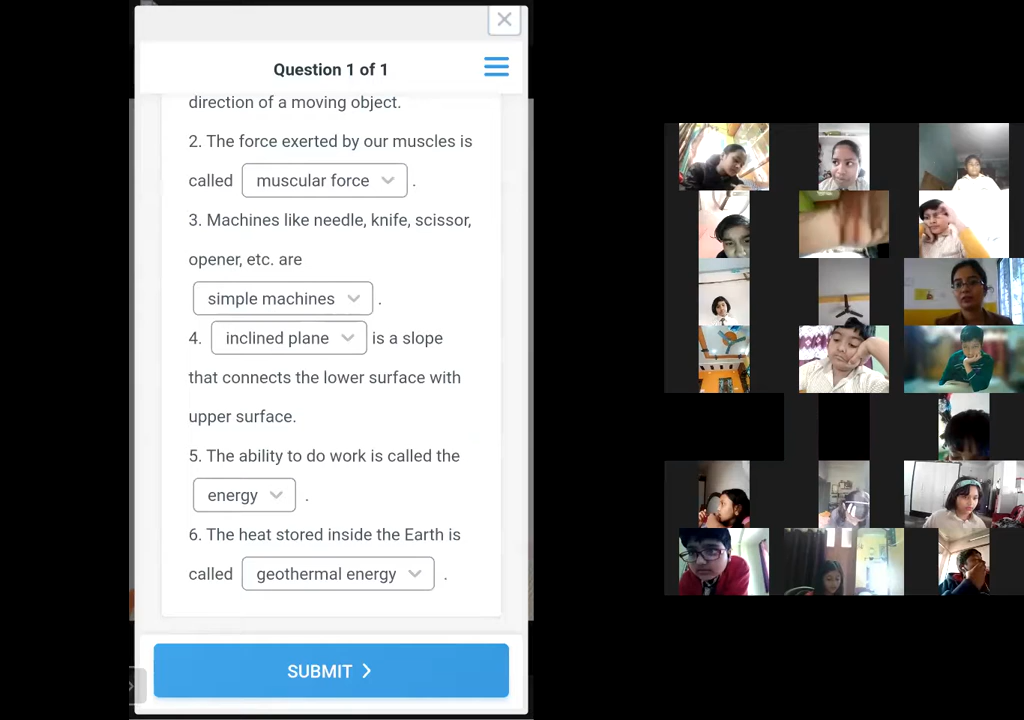 Question 1 of 1
direction of a moving object.
2. The force exerted by our muscles is
called muscular force .
3. Machines like needle, knife, scissor,
opener, etc. are
simple machines .
4. inclined plane is a slope
that connects the lower surface with
upper surface.
5. The ability to do work is called the
energy .
6. The heat stored inside the Earth is
called geothermal energy .
SUBMIT